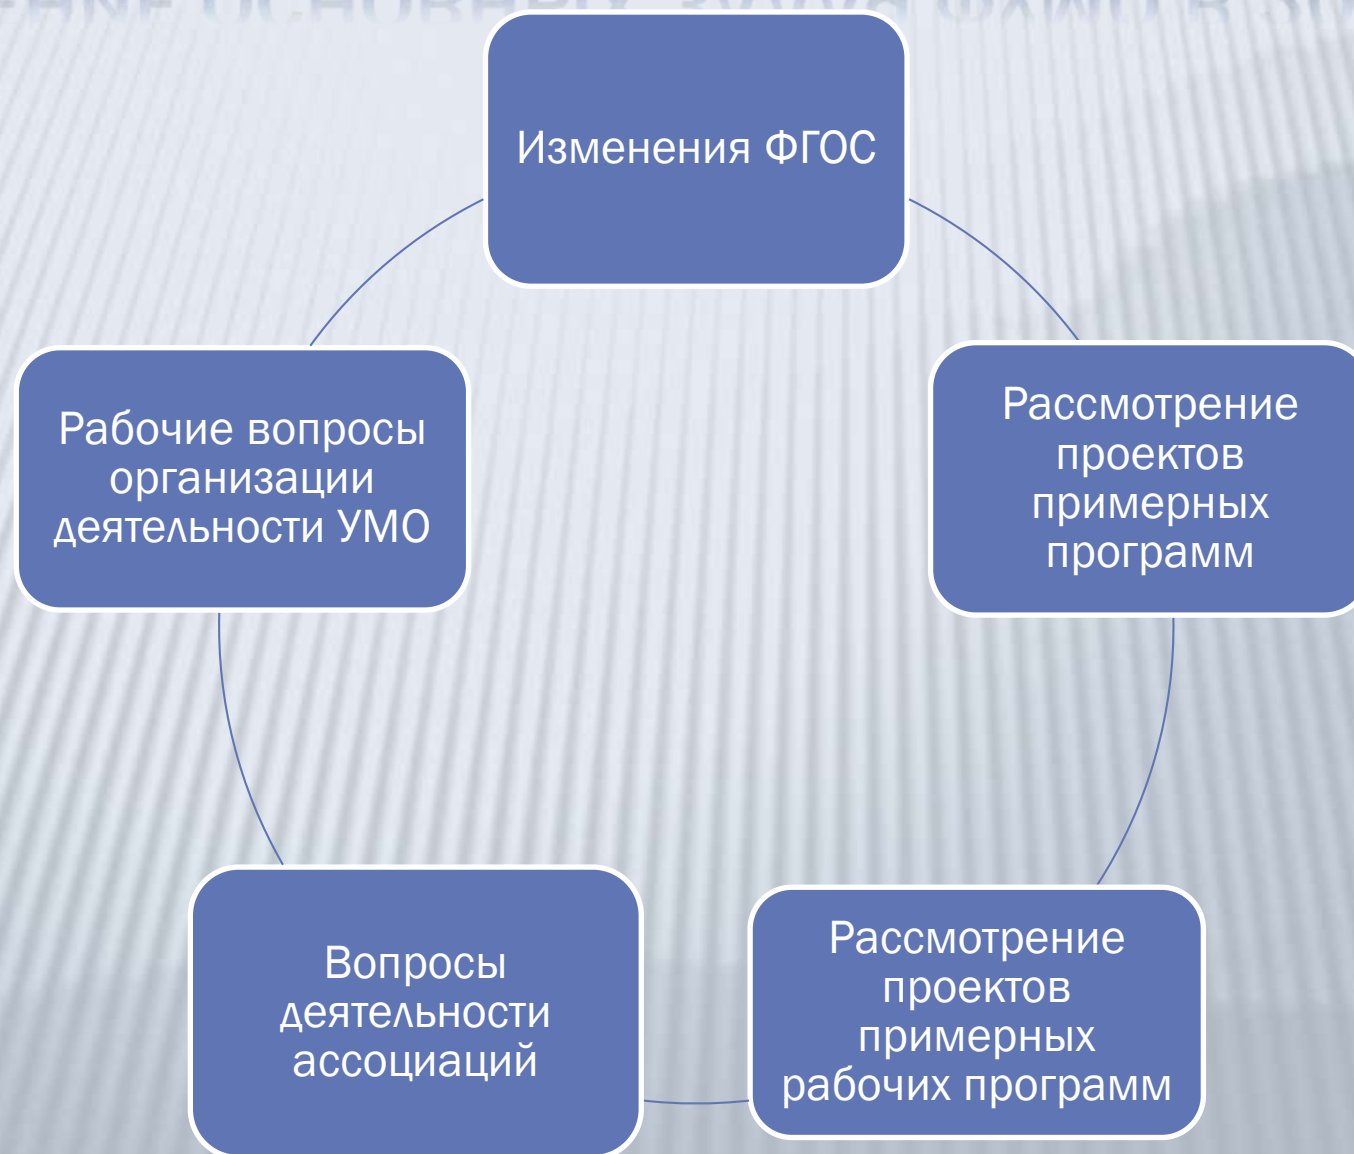 Изменения ФГОС
Рассмотрение
проектов
примерных
программ
Рассмотрение
проектов
примерных
рабочих программ
Вопросы
деятельности
ассоциаций
Рабочие вопросы
организации
деятельности УМО